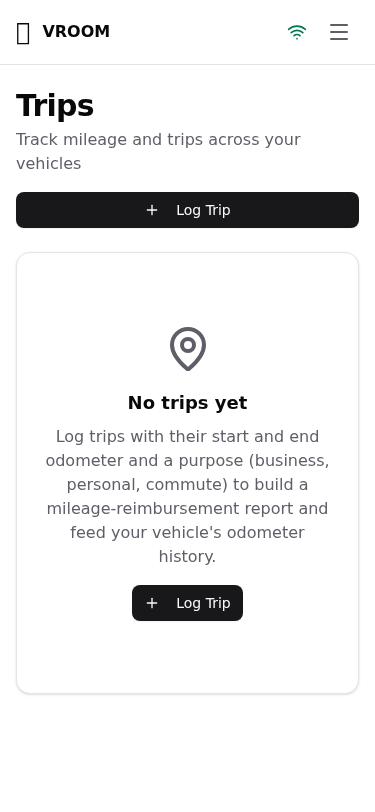 VROOM
Trips
Track mileage and trips across your
vehicles
Log Trip
No trips yet
Log trips with their start and end
odometer and a purpose (business,
personal, commute) to build a
mileage-reimbursement report and
feed your vehicle's odometer
history.
Log Trip